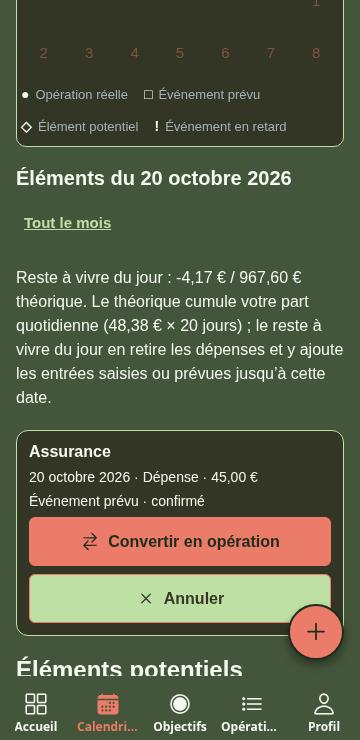 1
2 3 4 5 6 7 8
Opération réelle Événement prévu
Élément potentiel ! Événement en retard
Éléments du 20 octobre 2026
Tout le mois
Reste à vivre du jour : -4,17 € / 967,60 €
théorique. Le théorique cumule votre part
quotidienne (48,38 € × 20 jours) ; le reste à
vivre du jour en retire les dépenses et y ajoute
les entrées saisies ou prévues jusqu'à cette
date.
Assurance
20 octobre 2026 · Dépense · 45,00 €
Événement prévu · confirmé
Convertir en opération
Annuler
Éléments potentiels
Accueil Calendri... Objectifs Opérati... Profil